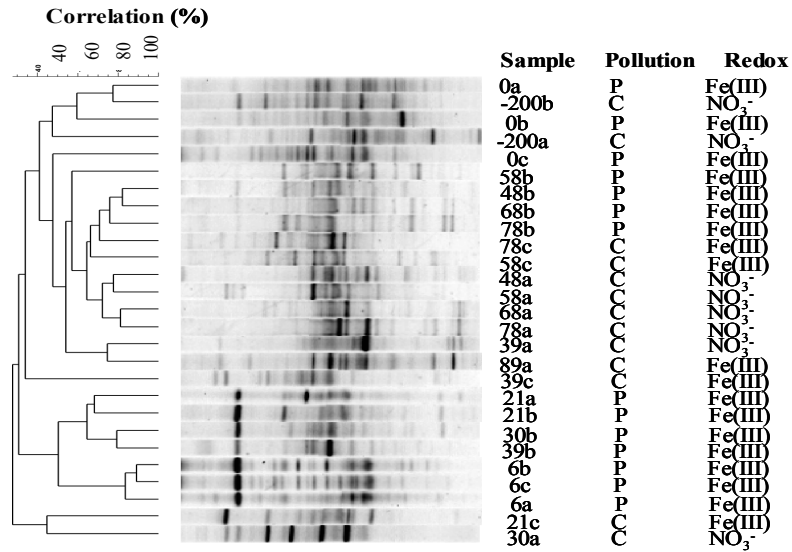 Correlation (%)
40 60 80 100
Sample Pollution Redox
0a P Fe(III)
-200b C NO3-
0b P Fe(III)
-200a C NO3-
0c P Fe(III)
58b P Fe(III)
48b P Fe(III)
68b P Fe(III)
78b P Fe(III)
78c C Fe(III)
58c C Fe(III)
48a C NO3-
58a C NO3-
68a C NO3-
78a C NO3-
39a C NO3-
89a C Fe(III)
39c C Fe(III)
21a P Fe(III)
21b P Fe(III)
30b P Fe(III)
39b P Fe(III)
6b P Fe(III)
6c P Fe(III)
6a P Fe(III)
21c C Fe(III)
30a C NO3-